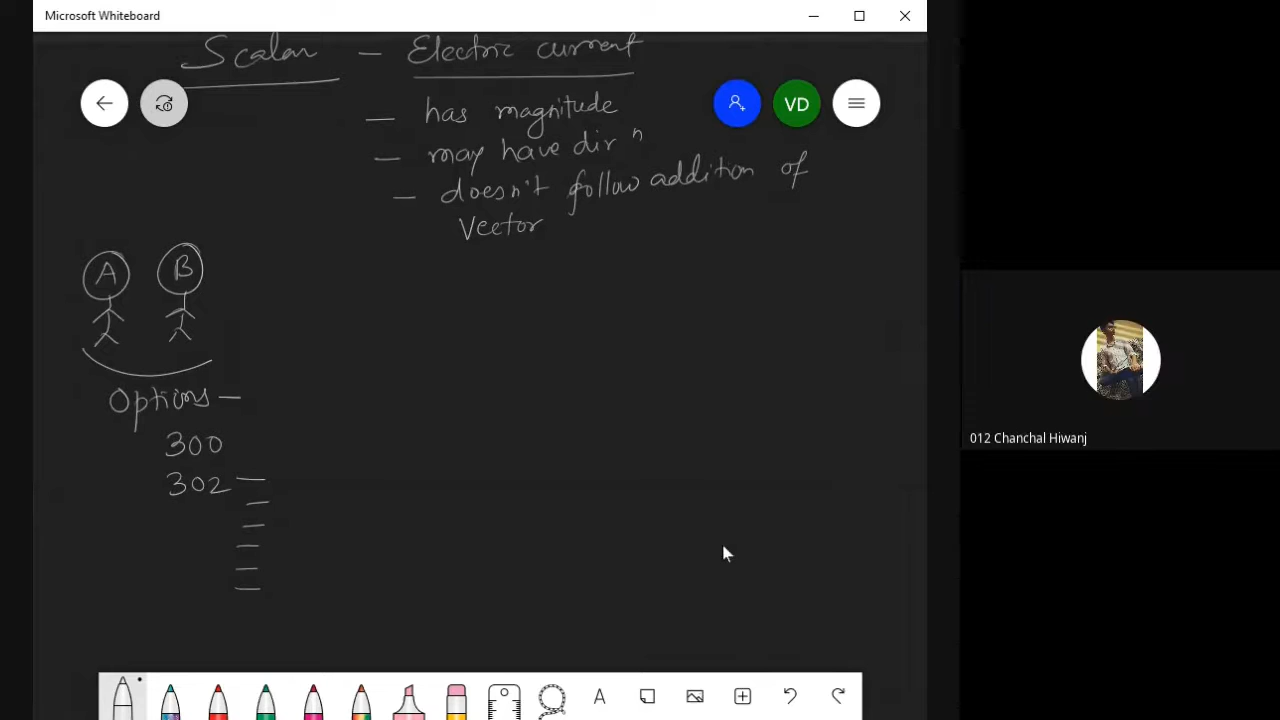 Microsoft Whiteboard
Scalar — Electric current
VD
— has magnitude
— may have dirⁿ
— doesn't follow addition of
Vector
A B
Options —
300
302 —
—
—
—
—
—
012 Chanchal Hiwanj
A